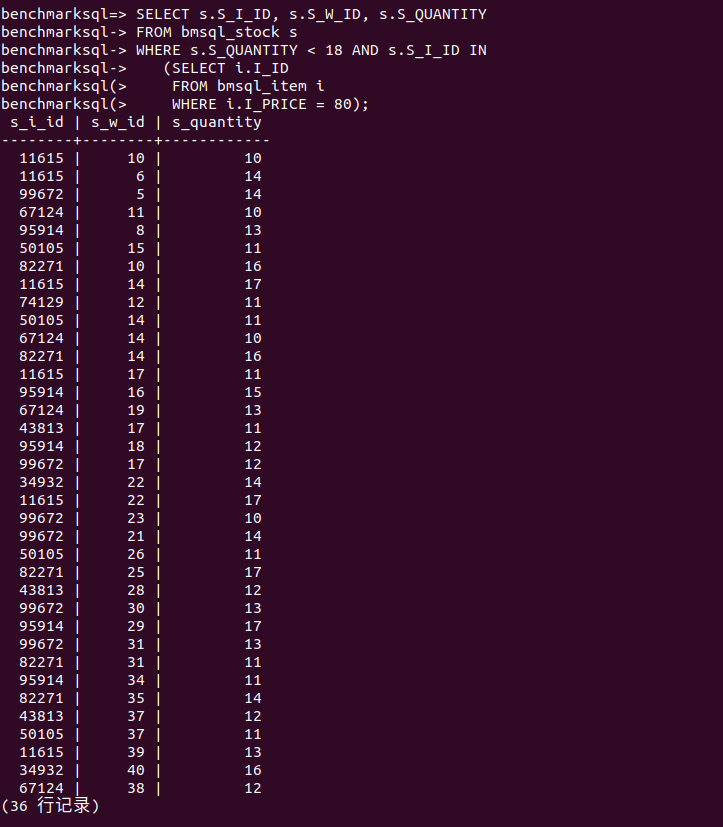 benchmarksql=> SELECT s.S_I_ID, s.S_W_ID, s.S_QUANTITY
benchmarksql-> FROM bmsql_stock s
benchmarksql-> WHERE s.S_QUANTITY < 18 AND s.S_I_ID IN
benchmarksql->    (SELECT i.I_ID
benchmarksql(>     FROM bmsql_item i
benchmarksql(>     WHERE i.I_PRICE = 80);
 s_i_id | s_w_id | s_quantity
--------+--------+------------
  11615 |     10 |         10
  11615 |      6 |         14
  99672 |      5 |         14
  67124 |     11 |         10
  95914 |      8 |         13
  50105 |     15 |         11
  82271 |     10 |         16
  11615 |     14 |         17
  74129 |     12 |         11
  50105 |     14 |         11
  67124 |     14 |         10
  82271 |     14 |         16
  11615 |     17 |         11
  95914 |     16 |         15
  67124 |     19 |         13
  43813 |     17 |         11
  95914 |     18 |         12
  99672 |     17 |         12
  34932 |     22 |         14
  11615 |     22 |         17
  99672 |     23 |         10
  99672 |     21 |         14
  50105 |     26 |         11
  82271 |     25 |         17
  43813 |     28 |         12
  99672 |     30 |         13
  95914 |     29 |         17
  99672 |     31 |         13
  82271 |     31 |         11
  95914 |     34 |         11
  82271 |     35 |         14
  43813 |     37 |         12
  50105 |     37 |         11
  11615 |     39 |         13
  34932 |     40 |         16
  67124 |     38 |         12
(36 行记录)